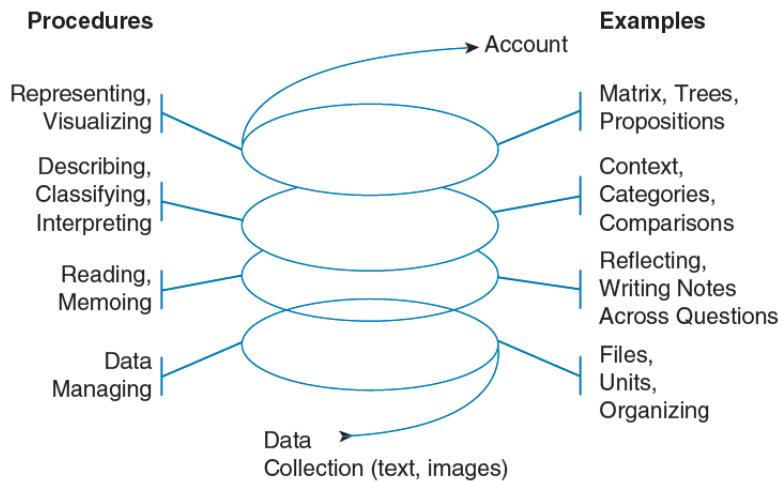 Procedures
Examples
Account
Representing,
Visualizing
Matrix, Trees,
Propositions
Describing,
Classifying,
Interpreting
Context,
Categories,
Comparisons
Reading,
Memoing
Reflecting,
Writing Notes
Across Questions
Data
Managing
Files,
Units,
Organizing
Data
Collection (text, images)